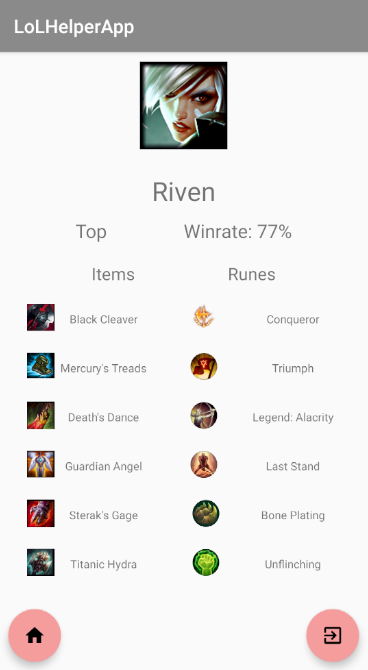 LoLHelperApp
Riven
Top Winrate: 77%
Items Runes
Black Cleaver Conqueror
Mercury's Treads Triumph
Death's Dance Legend: Alacrity
Guardian Angel Last Stand
Sterak's Gage Bone Plating
Titanic Hydra Unflinching